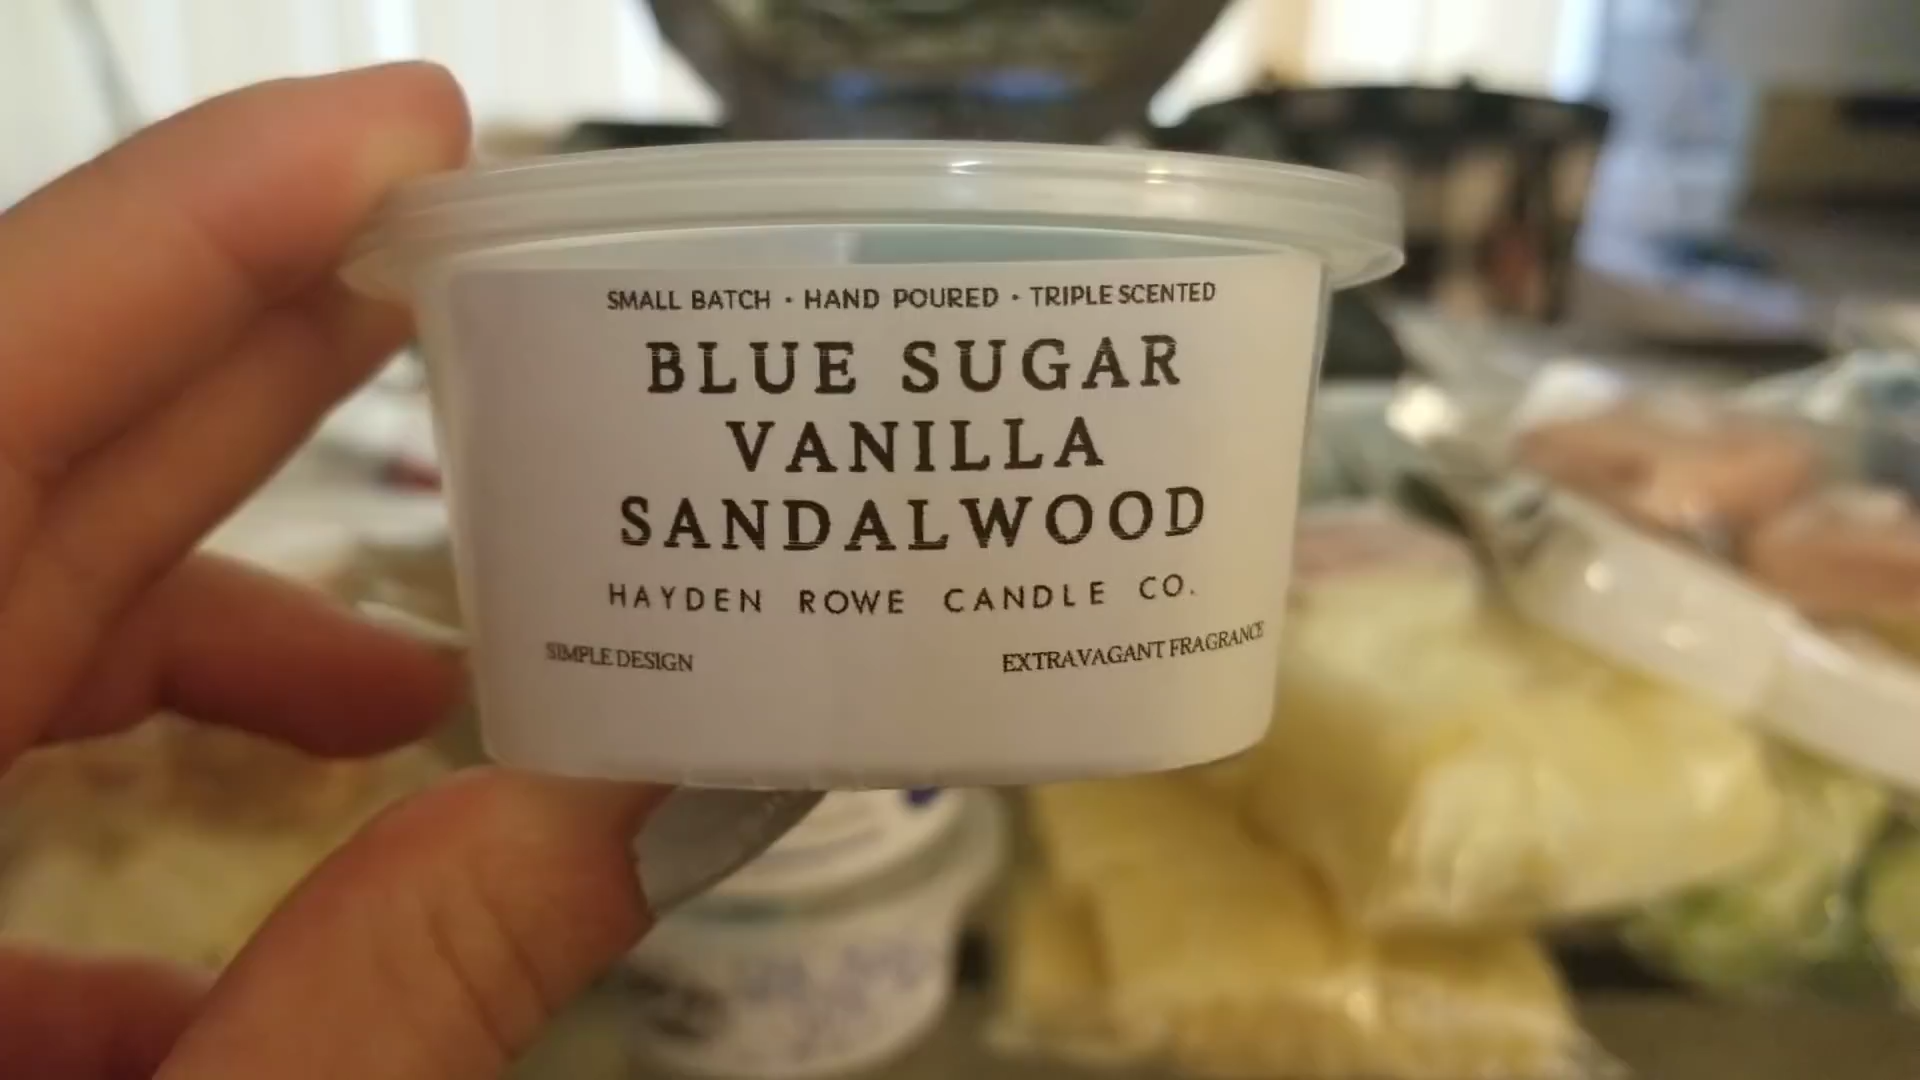 SMALL BATCH • HAND POURED • TRIPLE SCENTED
BLUE SUGAR
VANILLA
SANDALWOOD
HAYDEN ROWE CANDLE CO.
SIMPLE DESIGN
EXTRAVAGANT FRAGRANCE